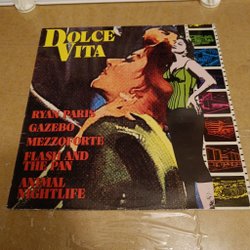 DOLCE
VITA
RYAN PARIS
GAZEBO
MEZZOFORTE
FLASH AND
THE PAN
ANIMAL
NIGHTLIFE